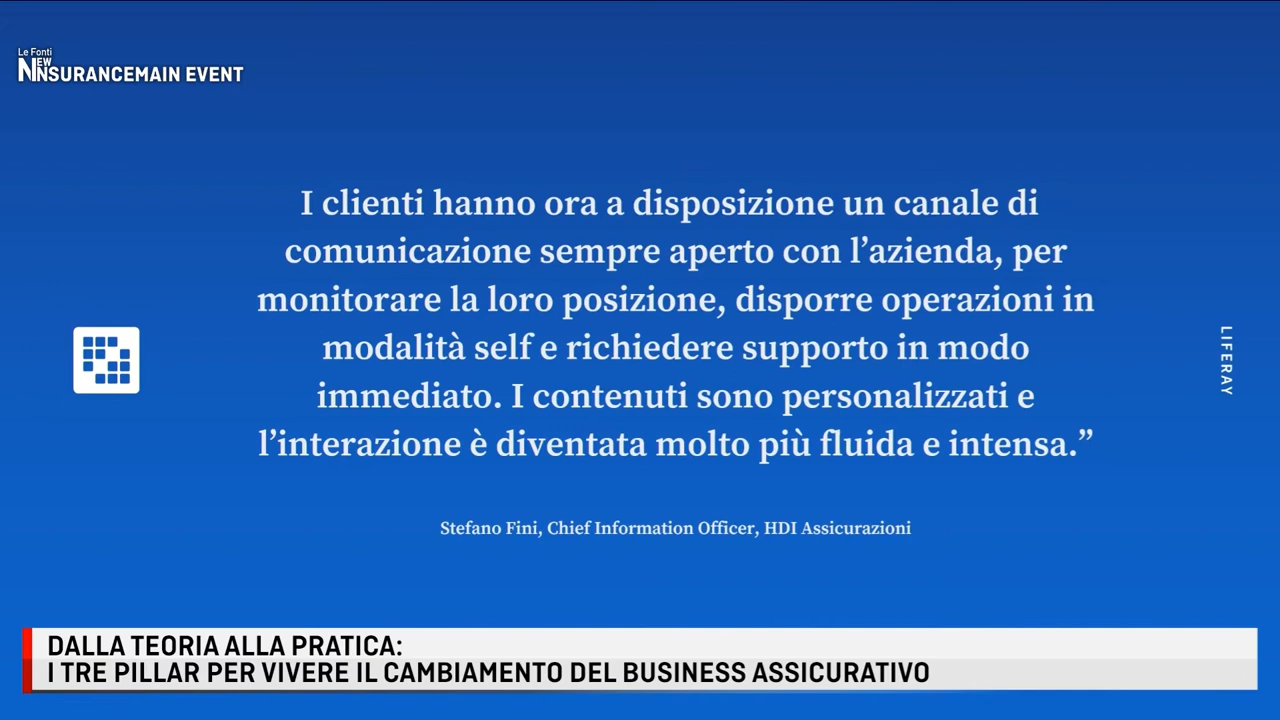 Le Fonti
NEW
INSURANCEMAIN EVENT
I clienti hanno ora a disposizione un canale di
comunicazione sempre aperto con l’azienda, per
monitorare la loro posizione, disporre operazioni in
modalità self e richiedere supporto in modo
immediato. I contenuti sono personalizzati e
l’interazione è diventata molto più fluida e intensa.”
LIFERAY
Stefano Fini, Chief Information Officer, HDI Assicurazioni
DALLA TEORIA ALLA PRATICA:
I TRE PILLAR PER VIVERE IL CAMBIAMENTO DEL BUSINESS ASSICURATIVO